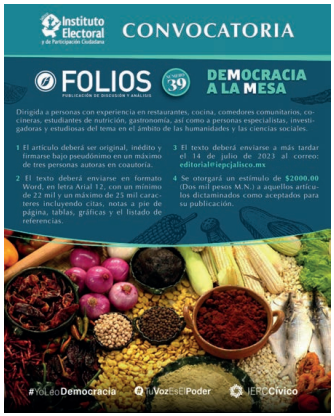 Instituto
Electoral
y de Participación Ciudadana
CONVOCATORIA
FOLIOS
PUBLICACIÓN DE DISCUSIÓN Y ANÁLISIS
NÚMERO
39
DEMOCRACIA
A LA MESA
Dirigida a personas con experiencia en restaurantes, cocina, comedores comunitarios, co-
cineras, estudiantes de nutrición, gastronomía, así como a personas especialistas, investi-
gadoras y estudiosas del tema en el ámbito de las humanidades y las ciencias sociales.
1 El artículo deberá ser original, inédito y
firmarse bajo pseudónimo en un máximo
de tres personas autoras en coautoría.
2 El texto deberá enviarse en formato
Word, en letra Arial 12, con un mínimo
de 22 mil y un máximo de 25 mil carac-
teres incluyendo citas, notas a pie de
página, tablas, gráficas y el listado de
referencias.
3 El texto deberá enviarse a más tardar
el 14 de julio de 2023 al correo:
editorial@iepcjalisco.mx
4 Se otorgará un estímulo de $2000.00
(Dos mil pesos M.N.) a aquellos artícu-
los dictaminados como aceptados para
su publicación.
#YoLeoDemocracia
#TuVozEsElPoder
#JERCCívico